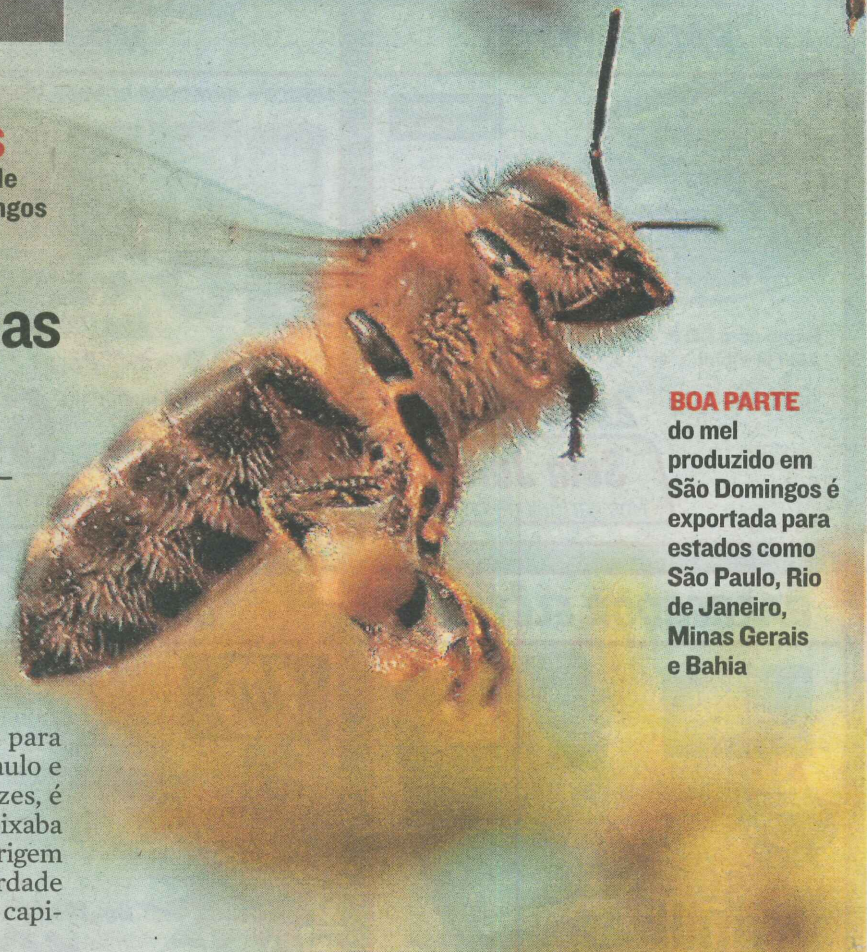 S
de
ngos
as
BOA PARTE
do mel
produzido em
São Domingos é
exportada para
estados como
São Paulo, Rio
de Janeiro,
Minas Gerais
e Bahia
para
aulo e
zes, é
ixaba
rigem
rdade
capi-